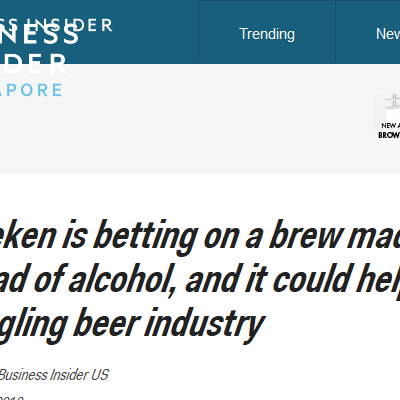 SS INSIDER
NESS
DER
APORE
Trending
New
NEW A
BROW
eken is betting on a brew mad
ad of alcohol, and it could help
gling beer industry
Business Insider US